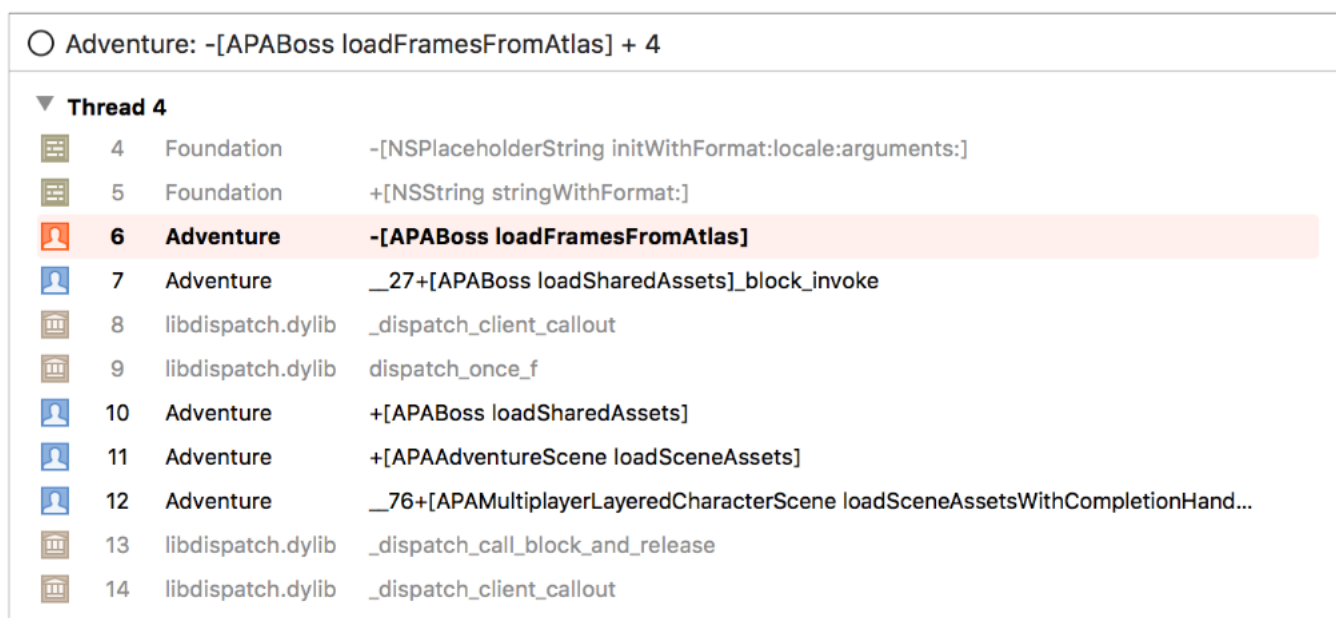 Adventure: -[APABoss loadFramesFromAtlas] + 4
Thread 4
4 Foundation -[NSPlaceholderString initWithFormat:locale:arguments:]
5 Foundation +[NSString stringWithFormat:]
6 Adventure -[APABoss loadFramesFromAtlas]
7 Adventure __27+[APABoss loadSharedAssets]_block_invoke
8 libdispatch.dylib _dispatch_client_callout
9 libdispatch.dylib dispatch_once_f
10 Adventure +[APABoss loadSharedAssets]
11 Adventure +[APAAdventureScene loadSceneAssets]
12 Adventure __76+[APAMultiplayerLayeredCharacterScene loadSceneAssetsWithCompletionHand...
13 libdispatch.dylib _dispatch_call_block_and_release
14 libdispatch.dylib _dispatch_client_callout